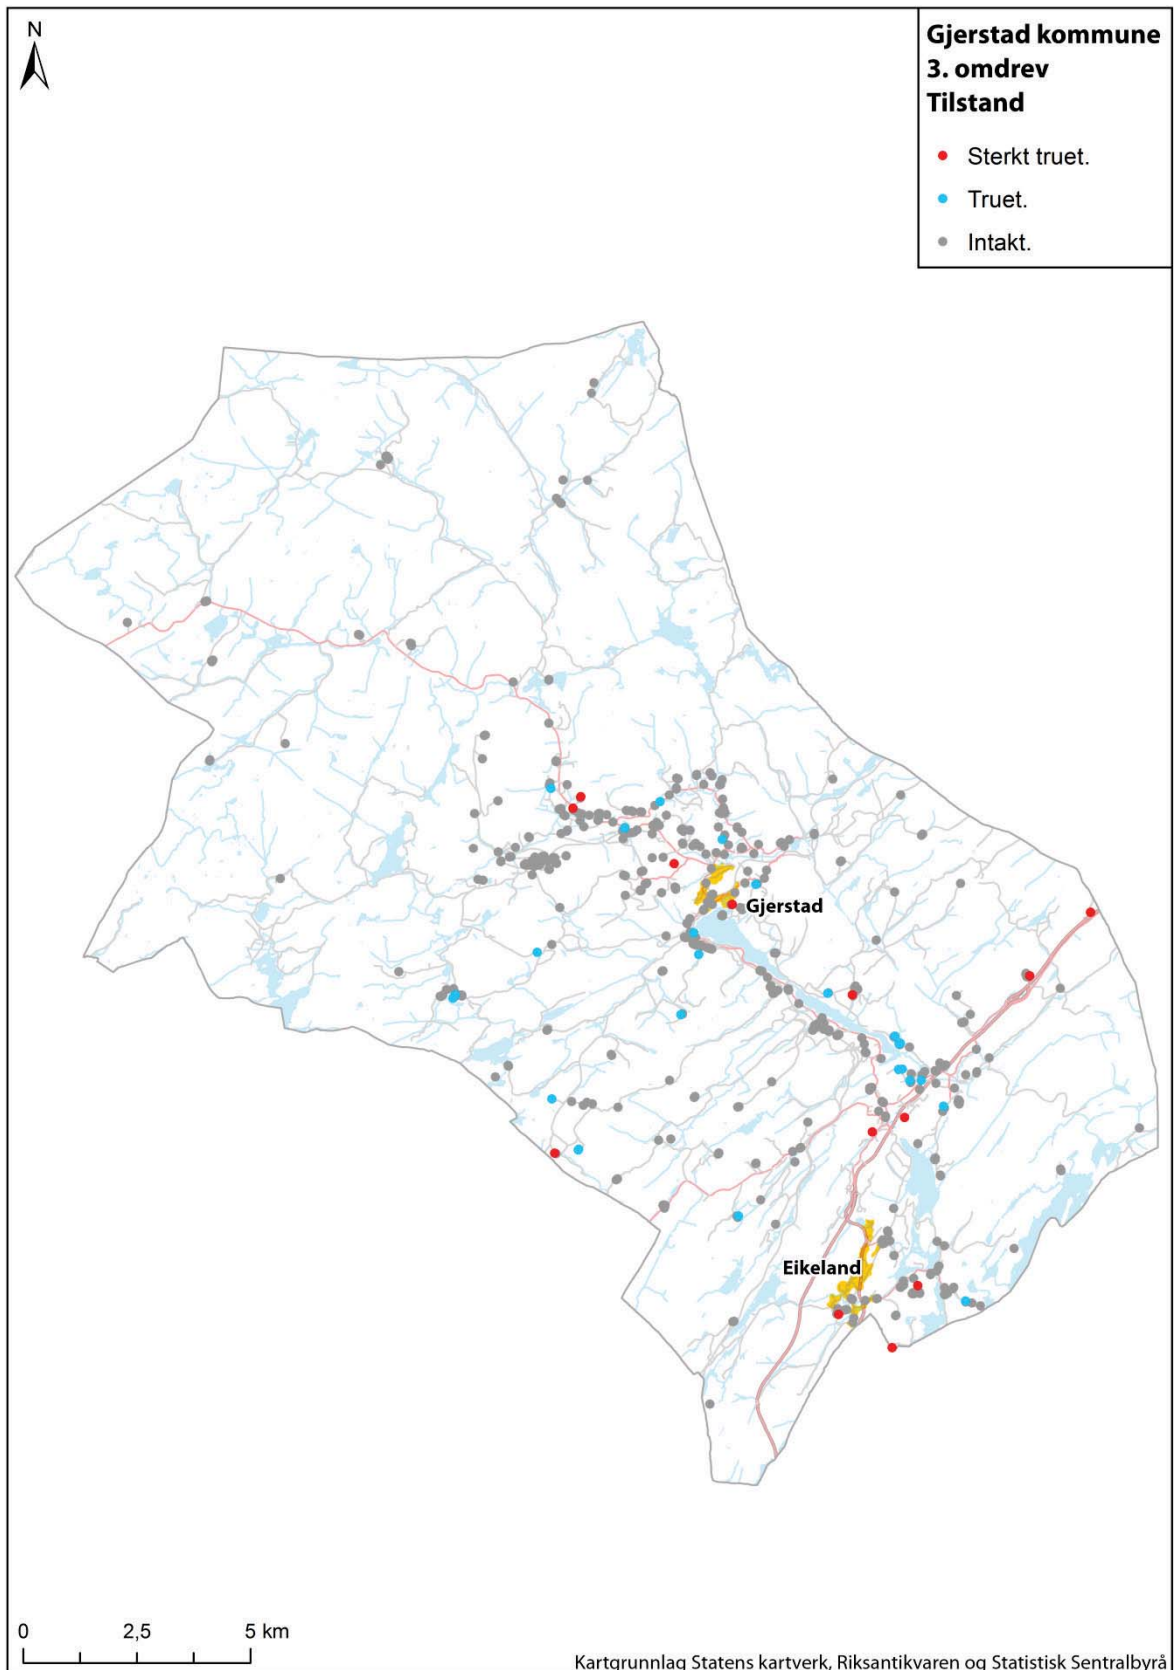 N
Gjerstad kommune
3. omdrev
Tilstand
Sterkt truet.
Truet.
Intakt.
Gjerstad
Eikeland
0 2,5 5 km
Kartgrunnlag Statens kartverk, Riksantikvaren og Statistisk Sentralbyrå